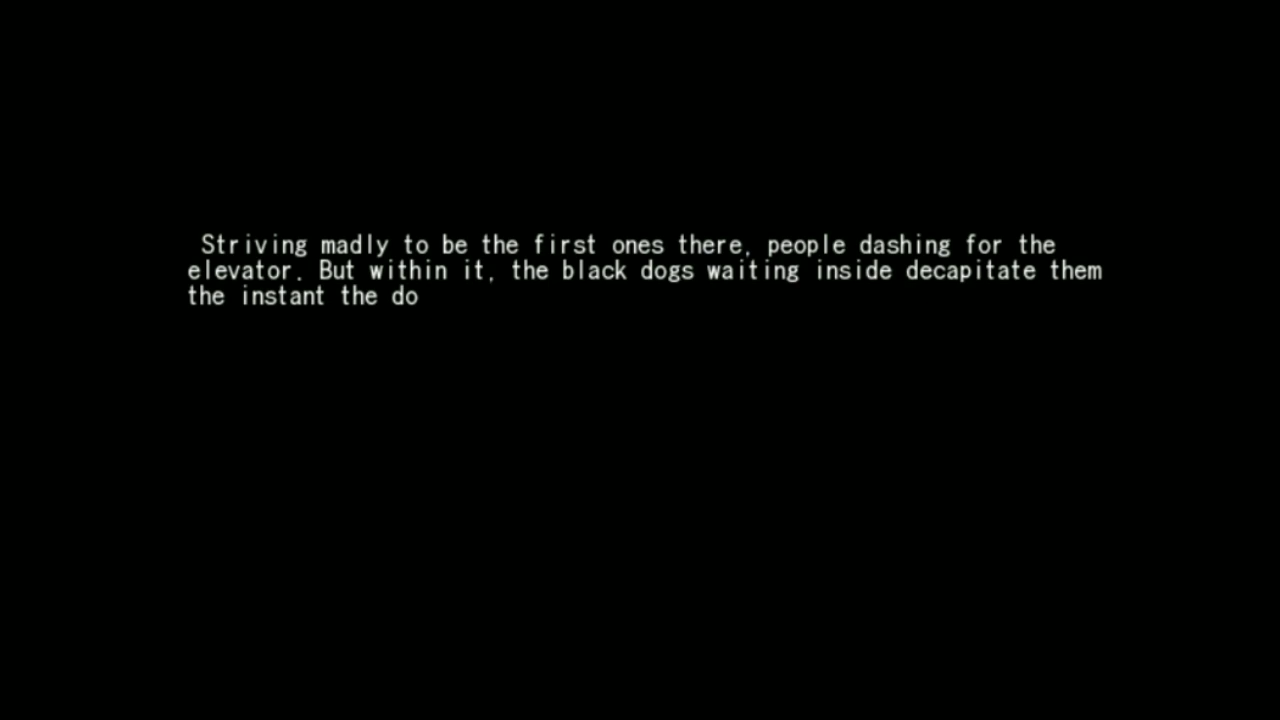 Striving madly to be the first ones there, people dashing for the
elevator. But within it, the black dogs waiting inside decapitate them
the instant the do